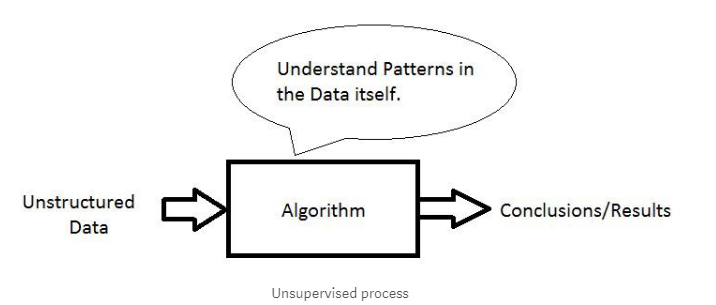 Understand Patterns in
the Data itself.
Unstructured
Data
Algorithm
Conclusions/Results
Unsupervised process